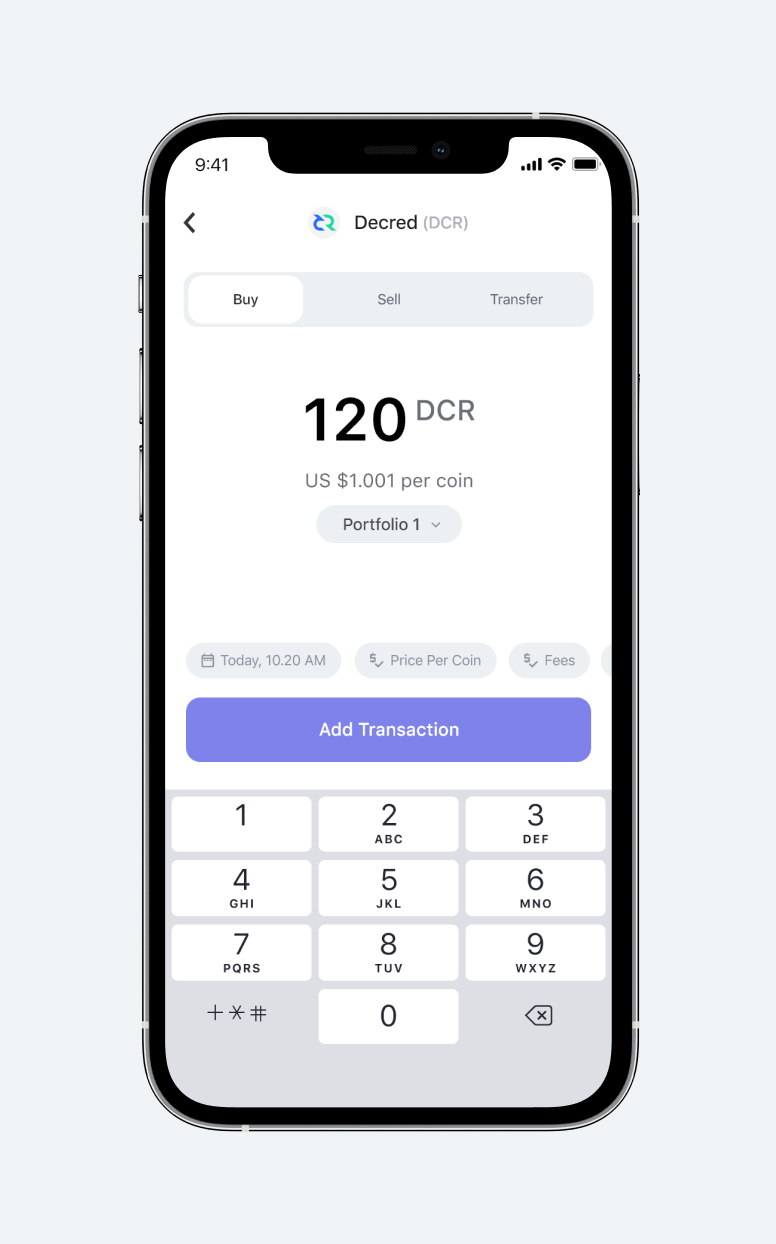 9:41
Decred (DCR)
Buy Sell Transfer
120 DCR
US $1.001 per coin
Portfolio 1
Today, 10.20 AM Price Per Coin Fees
Add Transaction
1 2 3
ABC DEF
4 5 6
GHI JKL MNO
7 8 9
PQRS TUV WXYZ
+*# 0